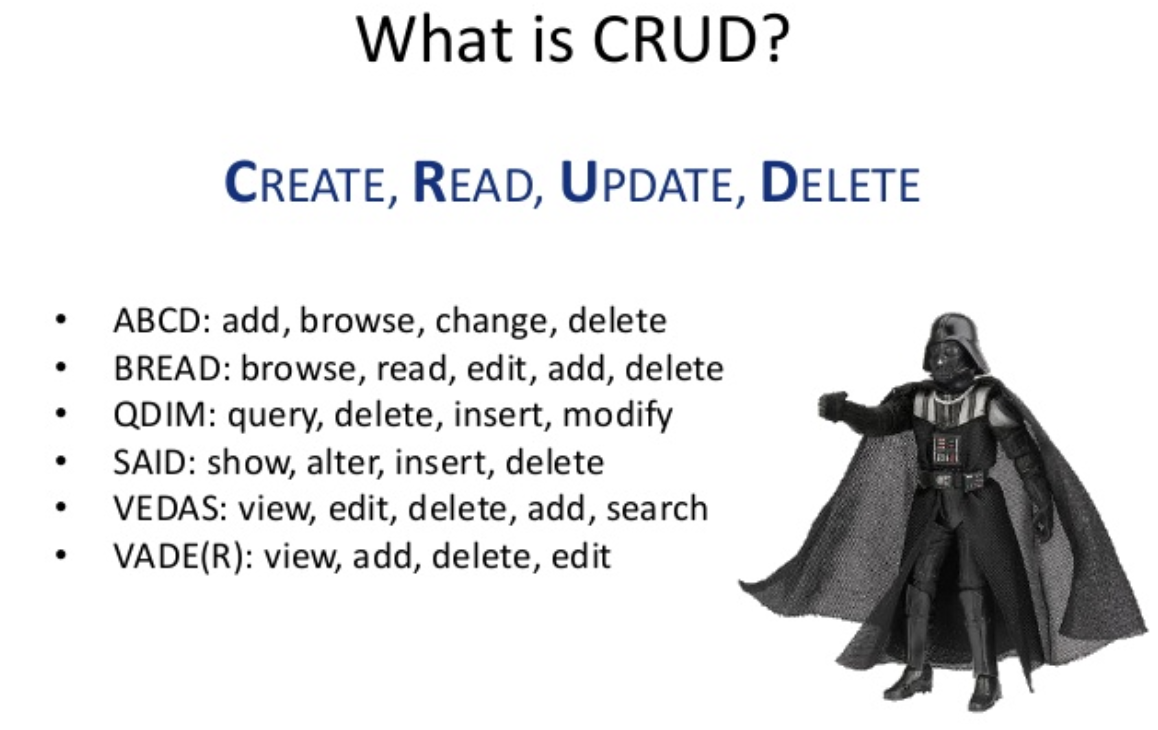 What is CRUD?
CREATE, READ, UPDATE, DELETE
• ABCD: add, browse, change, delete
• BREAD: browse, read, edit, add, delete
• QDIM: query, delete, insert, modify
• SAID: show, alter, insert, delete
• VEDAS: view, edit, delete, add, search
• VADE(R): view, add, delete, edit